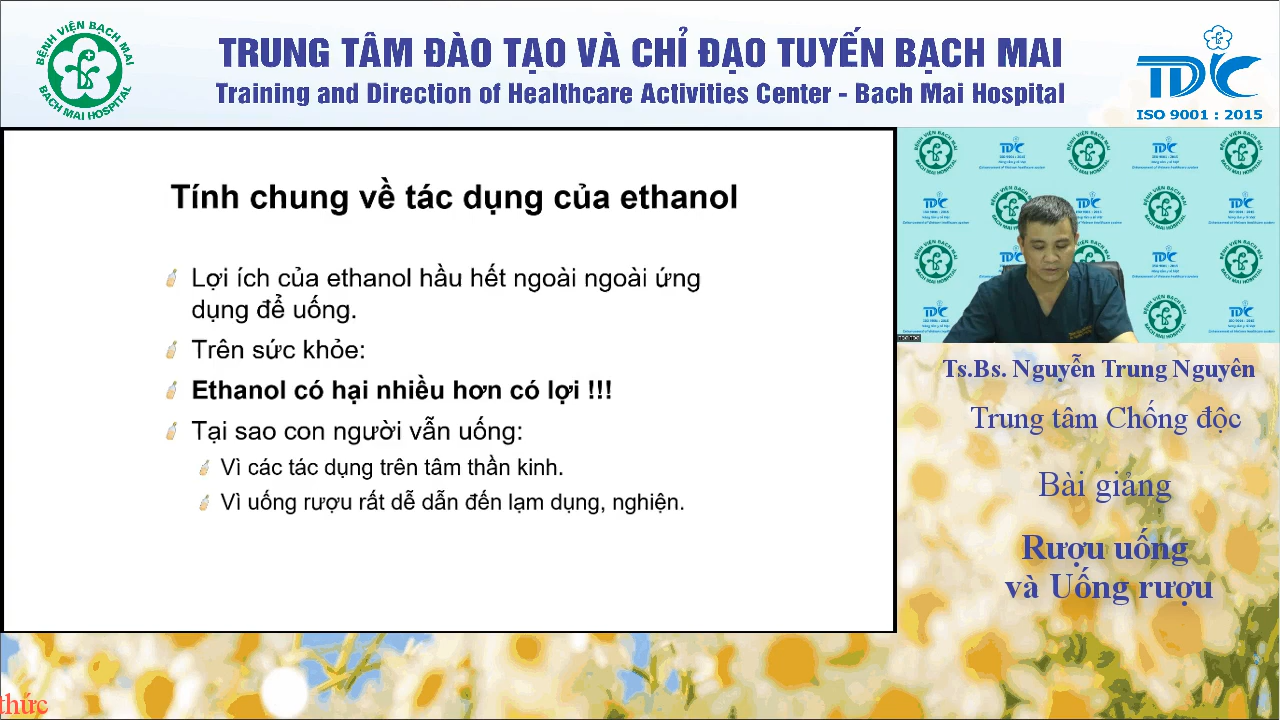 BỆNH VIỆN BẠCH MAI
BACH MAI HOSPITAL
TRUNG TÂM ĐÀO TẠO VÀ CHỈ ĐẠO TUYẾN BẠCH MAI
Training and Direction of Healthcare Activities Center - Bach Mai Hospital
TDC
ISO 9001 : 2015
Tính chung về tác dụng của ethanol
Lợi ích của ethanol hầu hết ngoài ngoài ứng
dụng để uống.
Trên sức khỏe:
Ethanol có hại nhiều hơn có lợi !!!
Tại sao con người vẫn uống:
Vì các tác dụng trên tâm thần kinh.
Vì uống rượu rất dễ dẫn đến lạm dụng, nghiện.
Ts.Bs. Nguyễn Trung Nguyên
Trung tâm Chống độc
Bài giảng
Rượu uống
và Uống rượu
thức